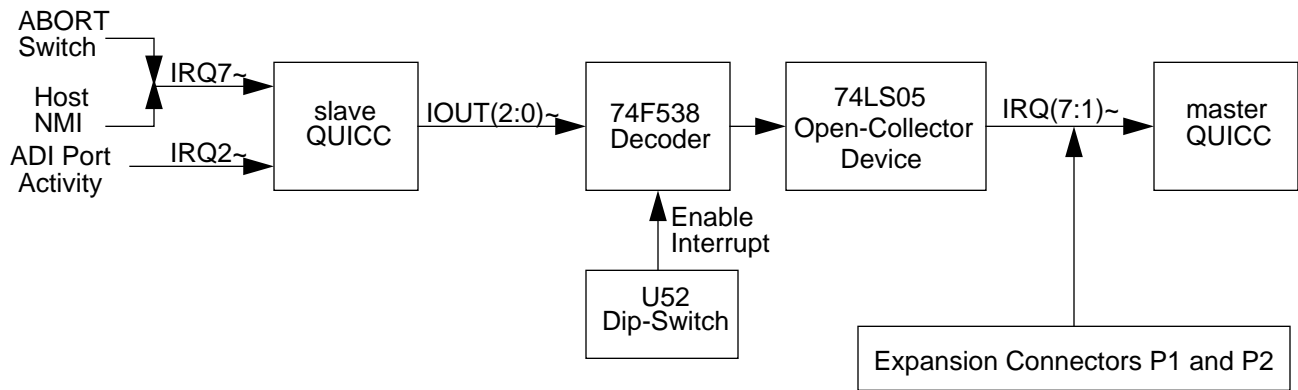 ABORT
Switch
IRQ7~
Host
NMI
ADI Port
Activity
IRQ2~
slave
QUICC
IOUT(2:0)~
74F538
Decoder
74LS05
Open-Collector
Device
IRQ(7:1)~
master
QUICC
Enable
Interrupt
U52
Dip-Switch
Expansion Connectors P1 and P2